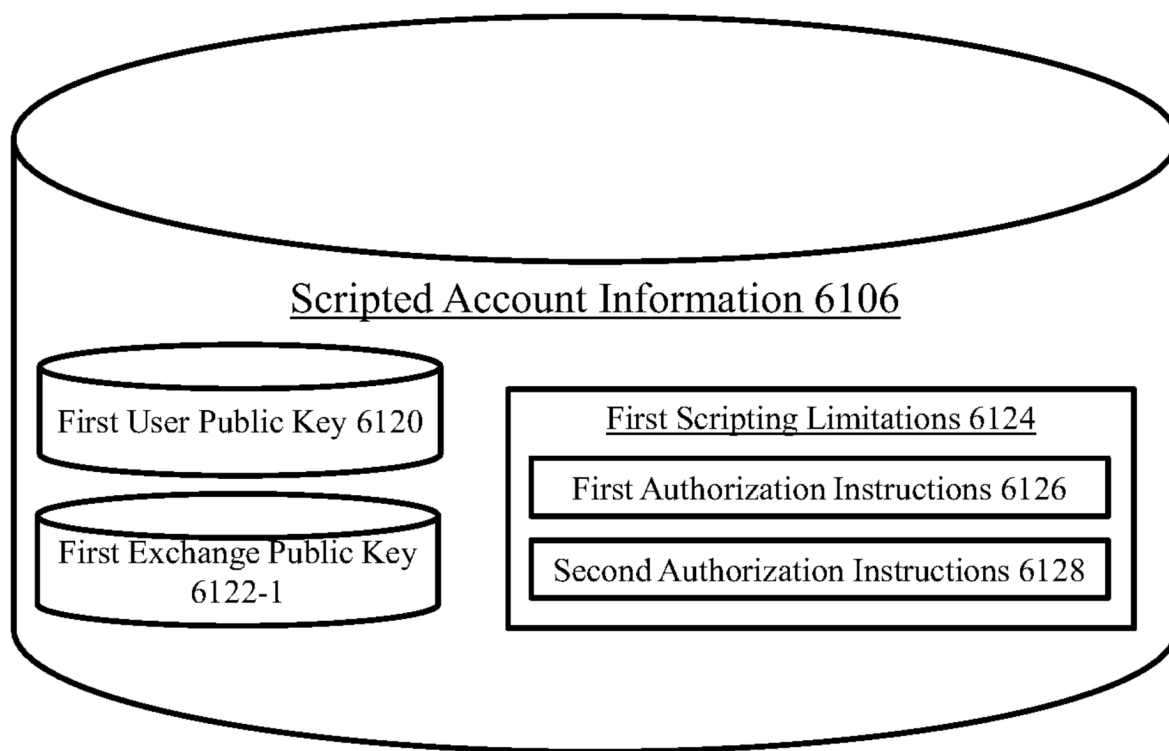 Scripted Account Information 6106
First User Public Key 6120
First Exchange Public Key
6122-1
First Scripting Limitations 6124
First Authorization Instructions 6126
Second Authorization Instructions 6128